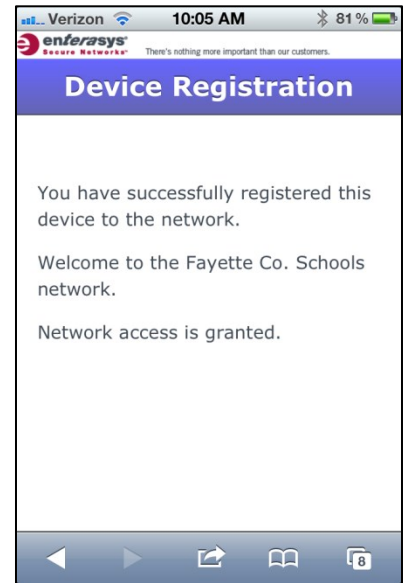 Verizon 10:05 AM 81%
enterasys
Secure Networks
There's nothing more important than our customers.
Device Registration
You have successfully registered this
device to the network.
Welcome to the Fayette Co. Schools
network.
Network access is granted.
8